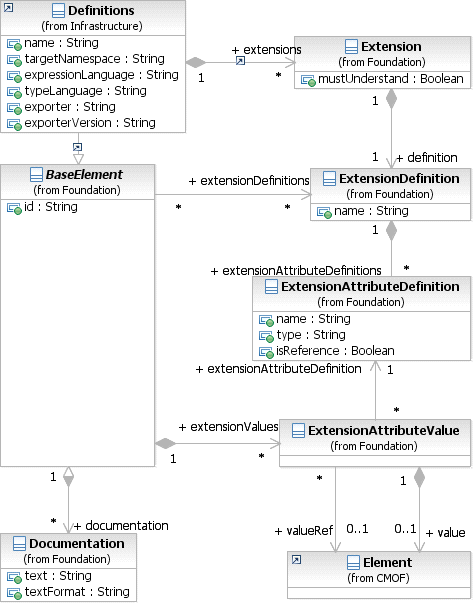 Definitions
(from Infrastructure)
name : String
targetNamespace : String
expressionLanguage : String
typeLanguage : String
exporter : String
exporterVersion : String
+ extensions
1
*
Extension
(from Foundation)
mustUnderstand : Boolean
1
1
+ definition
BaseElement
(from Foundation)
id : String
+ extensionDefinitions
*
*
ExtensionDefinition
(from Foundation)
name : String
1
+ extensionAttributeDefinitions
*
ExtensionAttributeDefinition
(from Foundation)
name : String
type : String
isReference : Boolean
+ extensionAttributeDefinition
1
*
+ extensionValues
1
*
ExtensionAttributeValue
(from Foundation)
*
1
+ valueRef
0..1
0..1
+ value
1
*
+ documentation
Documentation
(from Foundation)
text : String
textFormat : String
Element
(from CMOF)